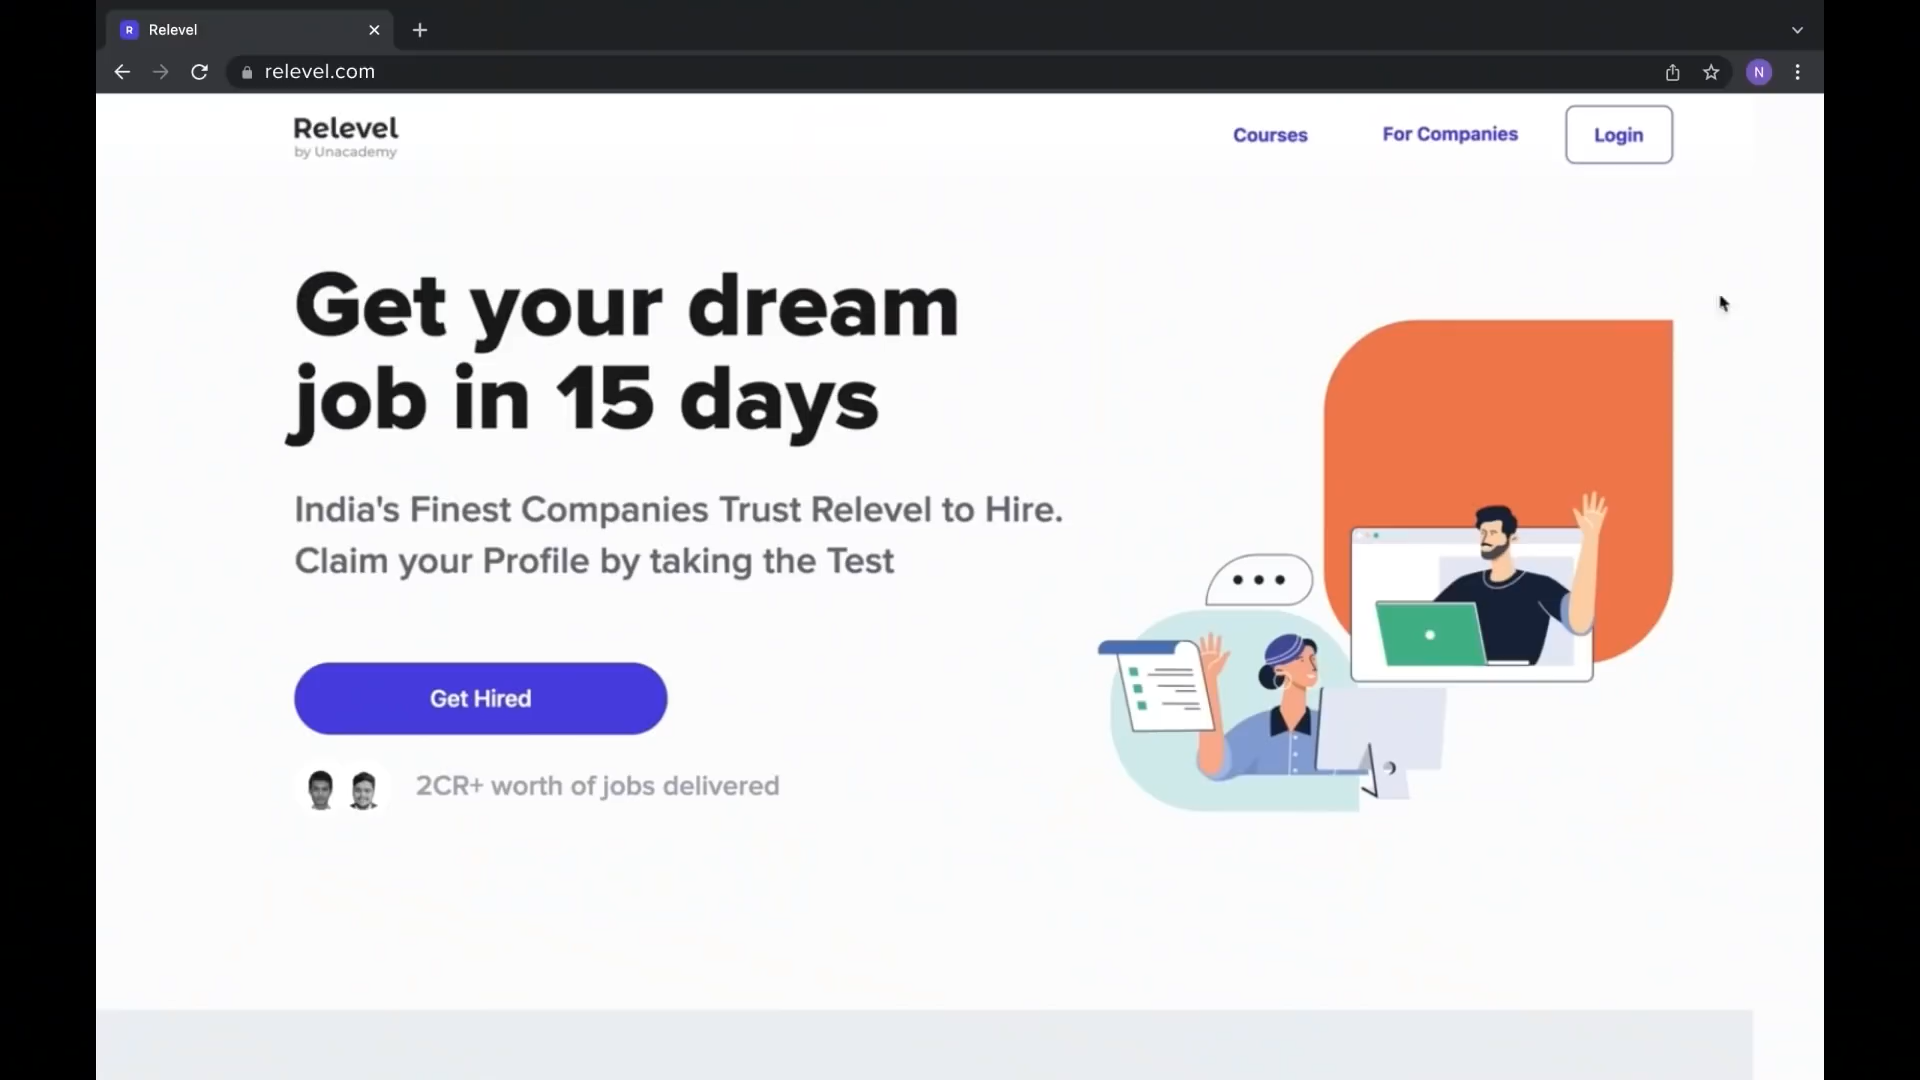 R Relevel
relevel.com
N
Relevel
by Unacademy
Courses
For Companies
Login
Get your dream
job in 15 days
India's Finest Companies Trust Relevel to Hire.
Claim your Profile by taking the Test
Get Hired
2CR+ worth of jobs delivered